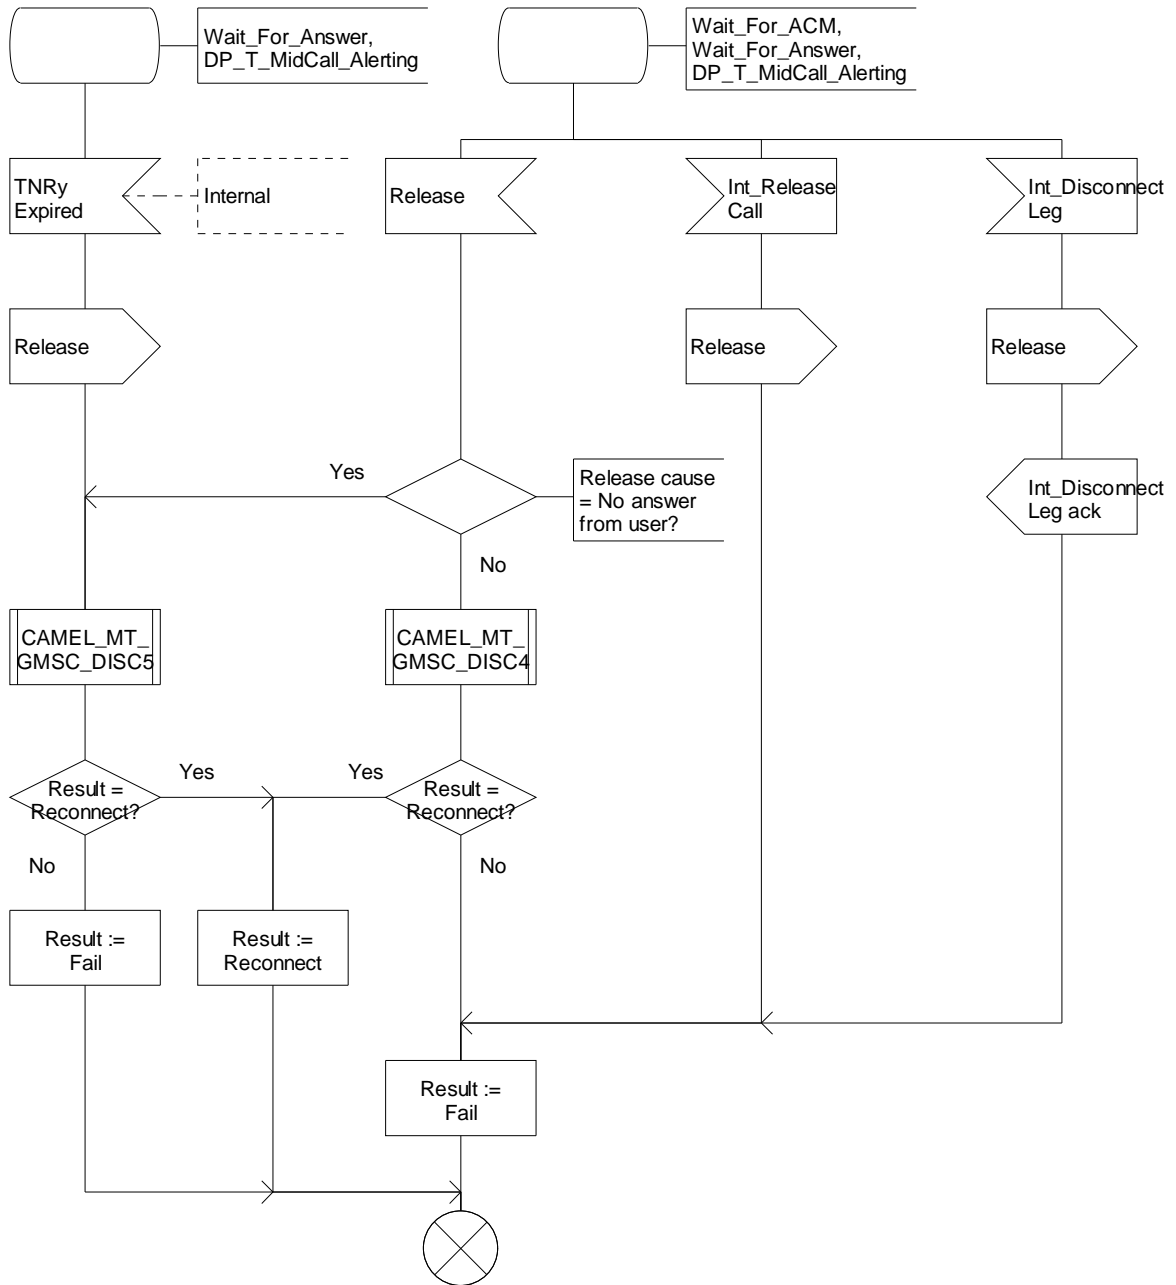 Wait_For_Answer,
DP_T_MidCall_Alerting
Wait_For_ACM,
Wait_For_Answer,
DP_T_MidCall_Alerting
TNRy
Expired
Internal
Release
Int_Release
Call
Int_Disconnect
Leg
Release
Release
Release
Yes
Release cause
= No answer
from user?
Int_Disconnect
Leg ack
No
CAMEL_MT_
GMSC_DISC5
CAMEL_MT_
GMSC_DISC4
Result =
Reconnect?
Yes
Yes
Result =
Reconnect?
No
No
Result :=
Fail
Result :=
Reconnect
Result :=
Fail